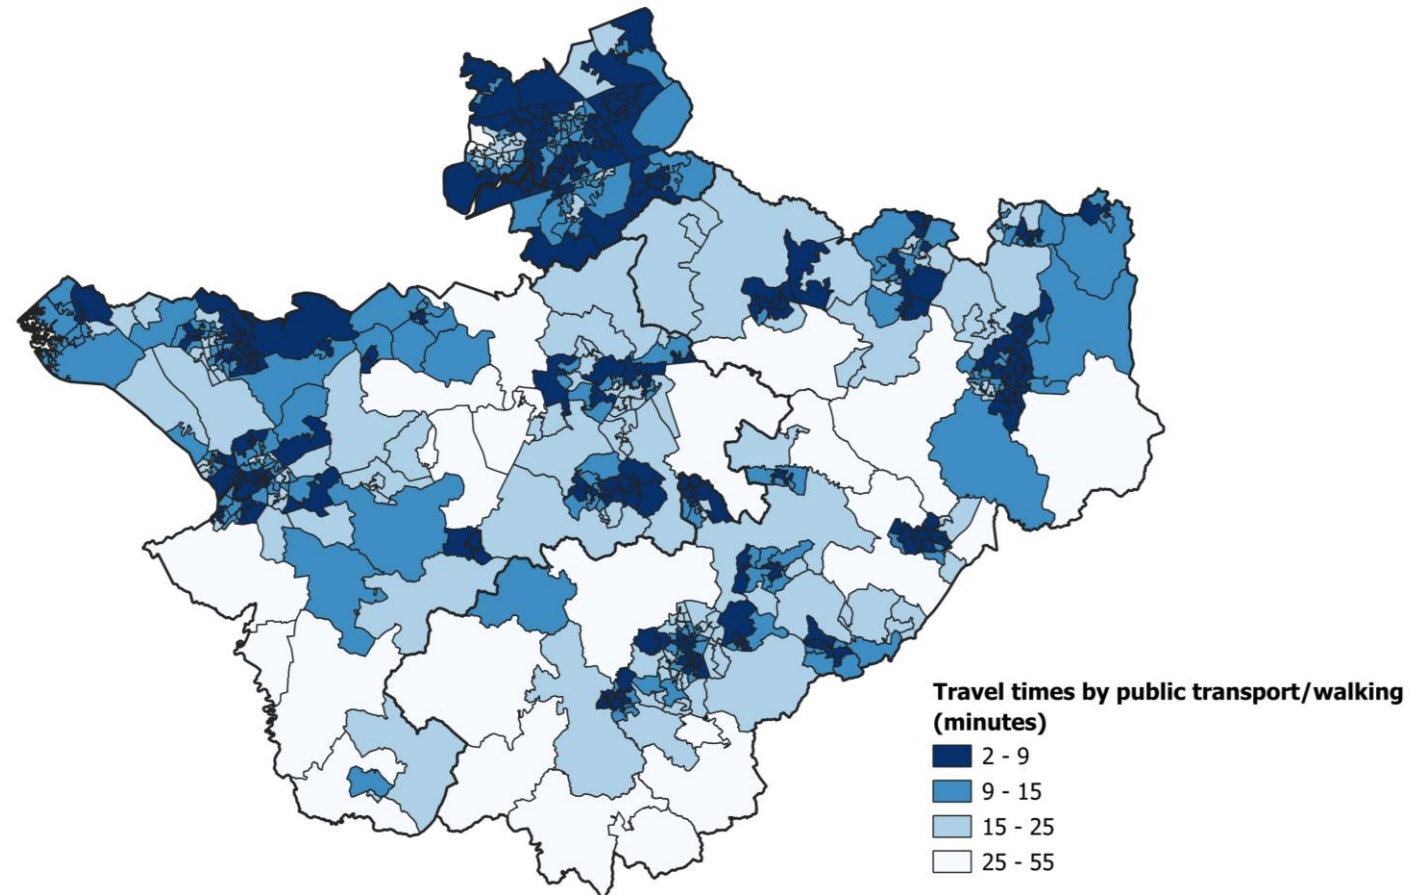 Travel times by public transport/walking
(minutes)
2 - 9
9 - 15
15 - 25
25 - 55